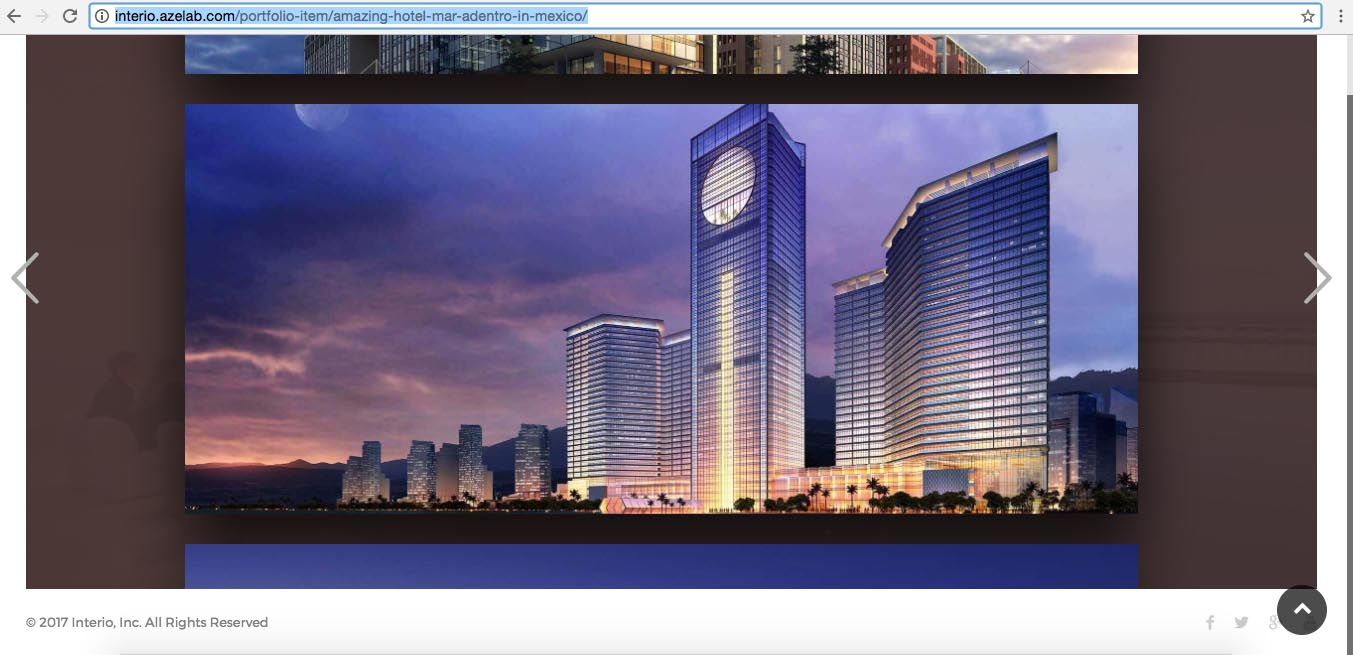 interio.azelab.com/portfolio-item/amazing-hotel-mar-adentro-in-mexico/
© 2017 Interio, Inc. All Rights Reserved